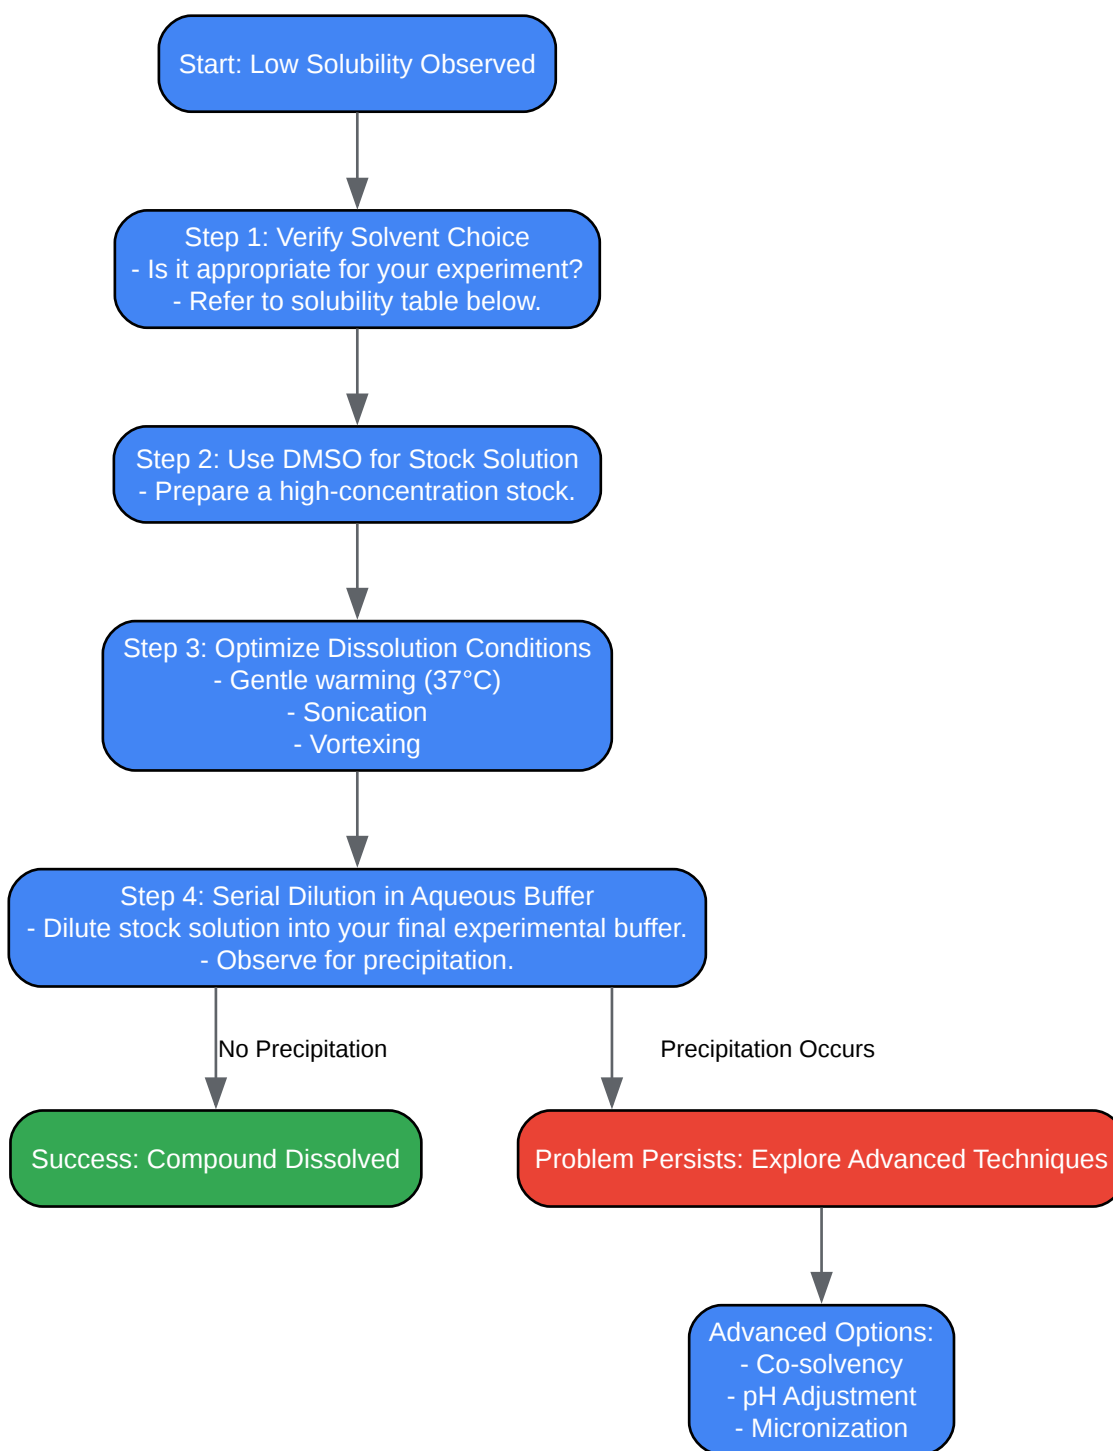 Start: Low Solubility Observed
Step 1: Verify Solvent Choice
- Is it appropriate for your experiment?
- Refer to solubility table below.
Step 2: Use DMSO for Stock Solution
- Prepare a high-concentration stock.
Step 3: Optimize Dissolution Conditions
- Gentle warming (37°C)
- Sonication
- Vortexing
Step 4: Serial Dilution in Aqueous Buffer
- Dilute stock solution into your final experimental buffer.
- Observe for precipitation.
No Precipitation
Precipitation Occurs
Success: Compound Dissolved
Problem Persists: Explore Advanced Techniques
Advanced Options:
- Co-solvency
- pH Adjustment
- Micronization